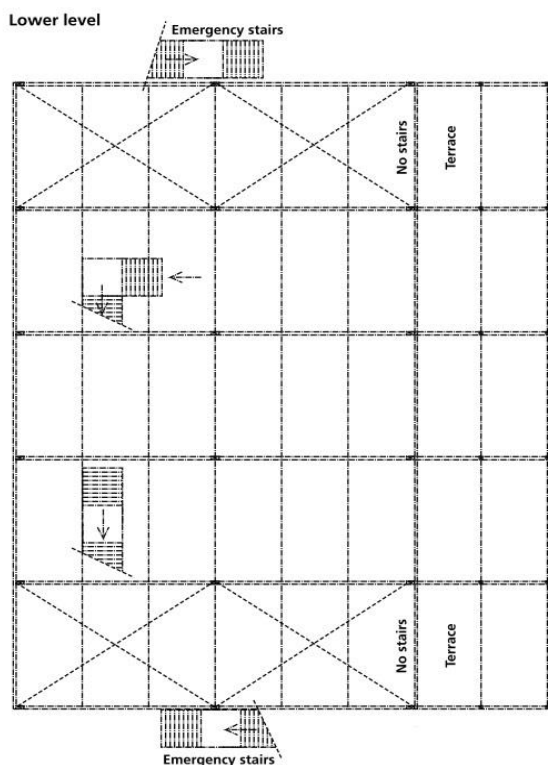 Lower level
Emergency stairs
No stairs
Terrace
No stairs
Terrace
Emergency stairs